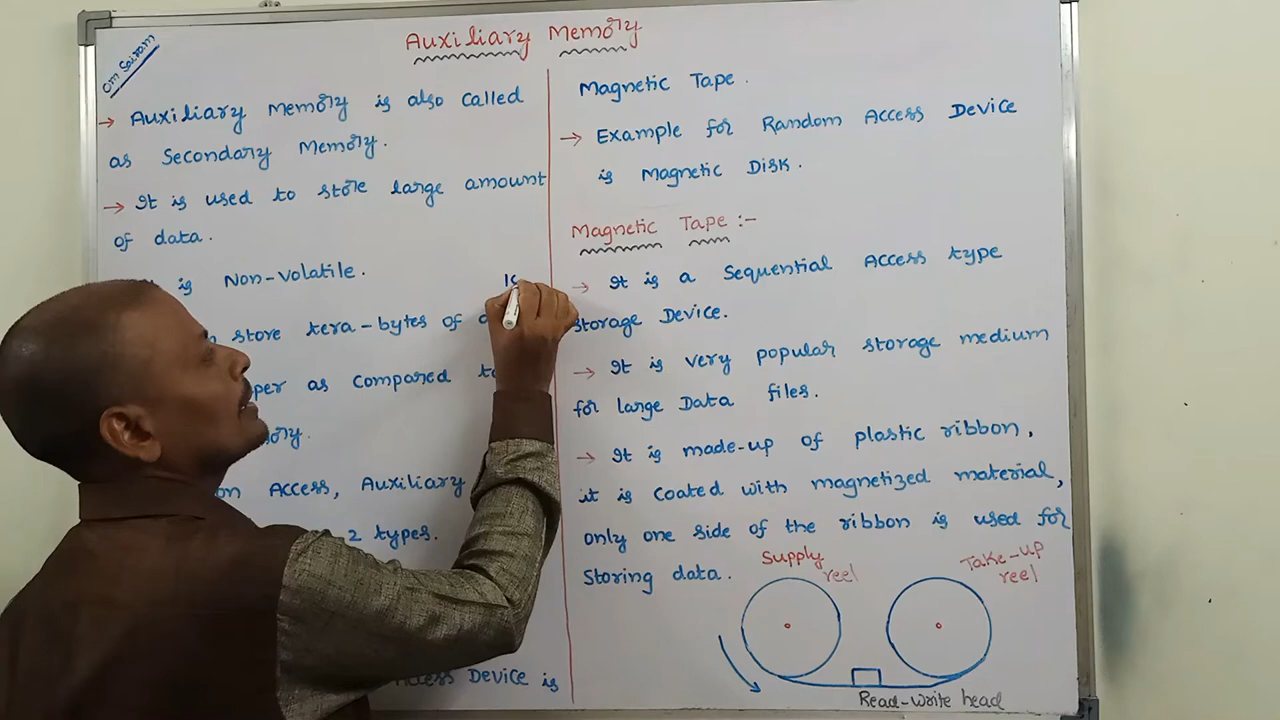 Om Sairam
Auxiliary Memory
→ Auxiliary Memory is also called
as Secondary Memory.
→ It is used to store large amount
of data.
is Non-volatile.
store tera-bytes of
as compared
on Access, Auxiliary
2 types.
Device is
Magnetic Tape.
→ Example for Random Access Device
is Magnetic Disk.
Magnetic Tape :-
→ It is a Sequential Access type
storage Device.
→ It is very popular storage medium
for large Data files.
→ It is made-up of plastic ribbon,
it is coated with magnetized material,
only one side of the ribbon is used for
storing data.
Supply
reel
Take-up
reel
Read-write head